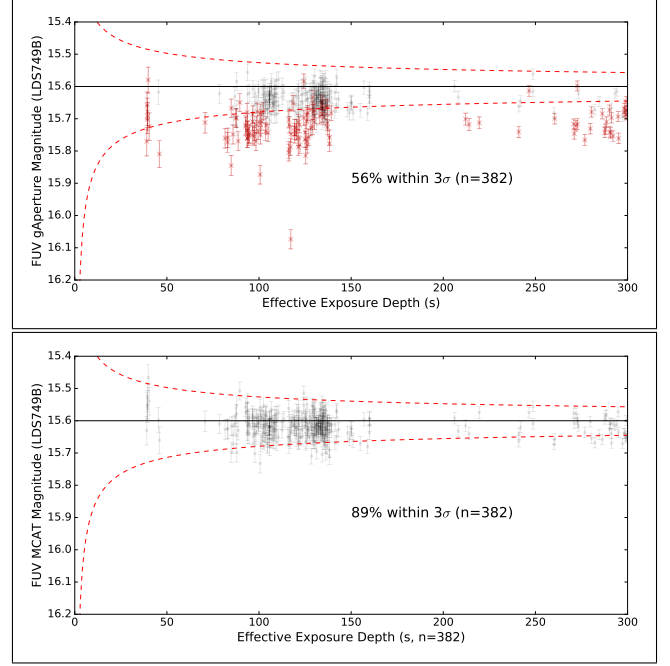 15.4
15.5
15.6
15.7
15.8
15.9
16.0
16.1
16.2
FUV gAperture Magnitude (LDS749B)
56% within 3σ (n=382)
0 50 100 150 200 250 300
Effective Exposure Depth (s)
15.4
15.5
15.6
15.7
15.8
15.9
16.0
16.1
16.2
FUV MCAT Magnitude (LDS749B)
89% within 3σ (n=382)
0 50 100 150 200 250 300
Effective Exposure Depth (s, n=382)